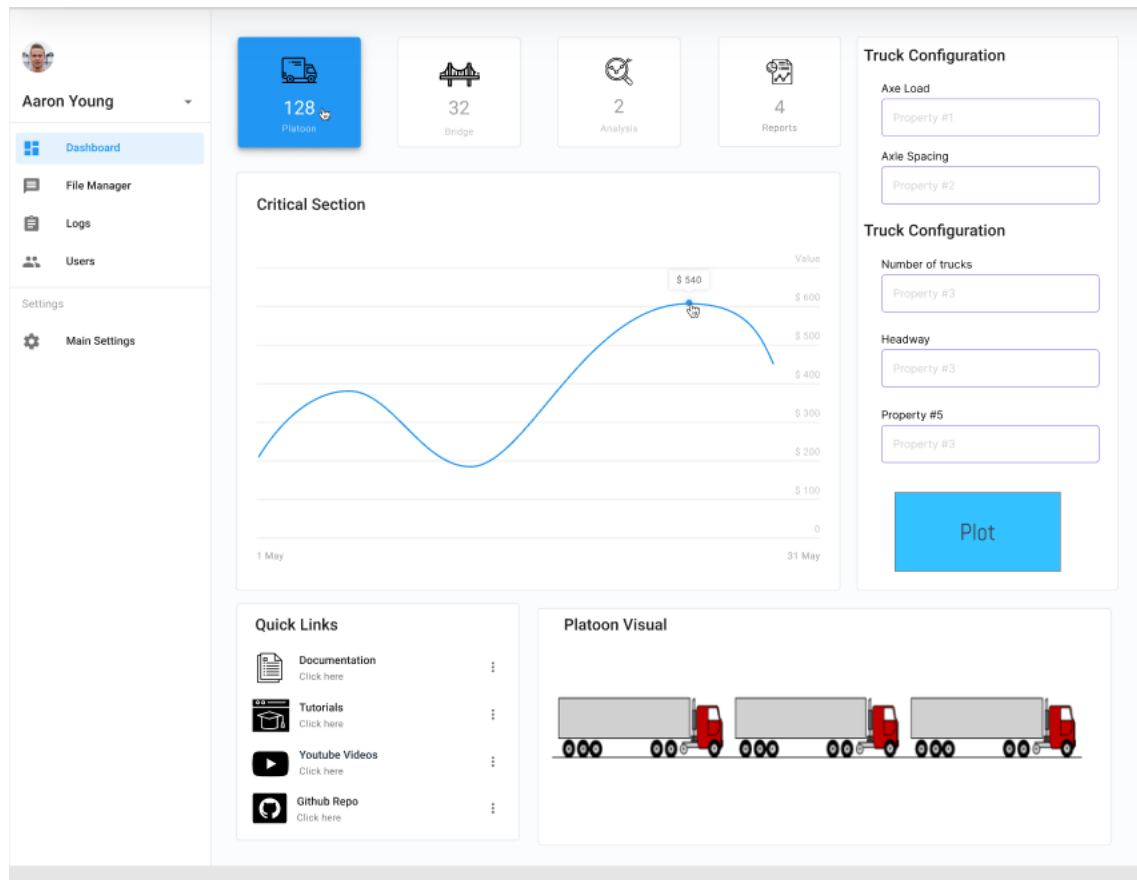 Aaron Young
Dashboard
File Manager
Logs
Users
Settings
Main Settings
128
Platoon
32
Bridge
2
Analysis
4
Reports
Critical Section
Value
$ 540
$ 600
$ 500
$ 400
$ 300
$ 200
$ 100
0
1 May
31 May
Truck Configuration
Axe Load
Property #1
Axle Spacing
Property #2
Truck Configuration
Number of trucks
Property #3
Headway
Property #3
Property #5
Property #3
Plot
Quick Links
Documentation
Click here
Tutorials
Click here
Youtube Videos
Click here
Github Repo
Click here
Platoon Visual